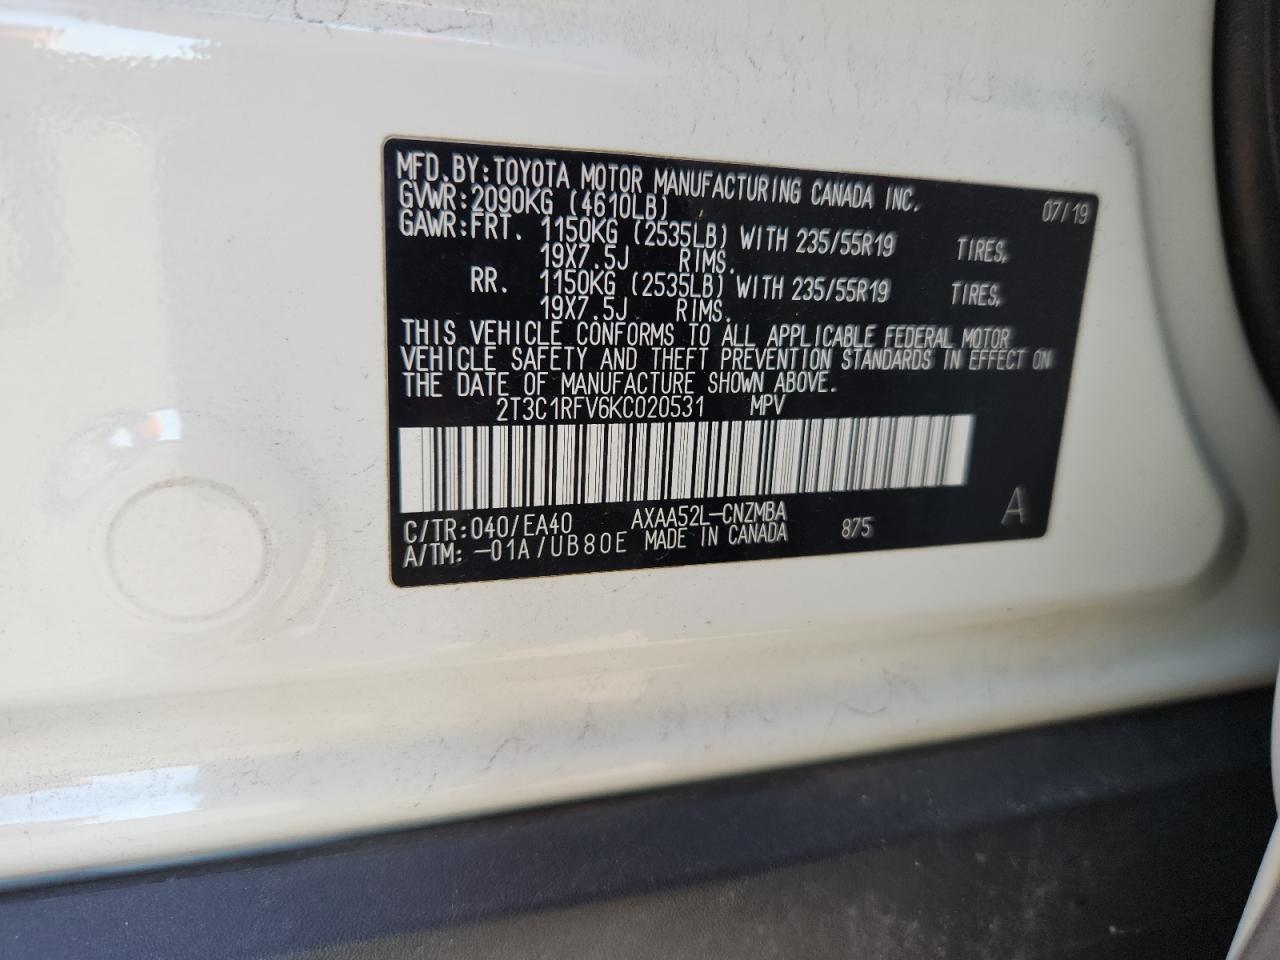 MFD.BY:TOYOTA MOTOR MANUFACTURING CANADA INC. 07/19
GVWR:2090KG (4610LB)
GAWR:FRT. 1150KG (2535LB) WITH 235/55R19 TIRES,
19X7.5J RIMS.
RR. 1150KG (2535LB) WITH 235/55R19 TIRES,
19X7.5J RIMS.
THIS VEHICLE CONFORMS TO ALL APPLICABLE FEDERAL MOTOR
VEHICLE SAFETY AND THEFT PREVENTION STANDARDS IN EFFECT ON
THE DATE OF MANUFACTURE SHOWN ABOVE.
2T3C1RFV6KC020531 MPV
C/TR:040/EA40 AXAA52L-CNZMBA 875 A
A/TM: -01A/UB80E MADE IN CANADA